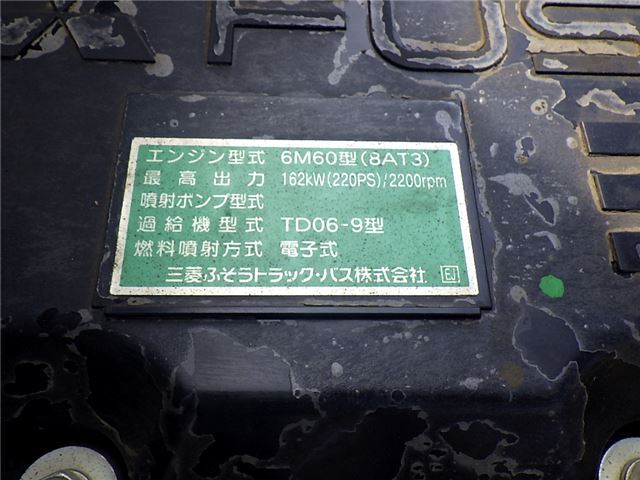 FUS
エンジン型式 6M60型(8AT3)
最高出力 162kW(220PS)/2200rpm
噴射ポンプ型式
過給機型式 TD06-9型
燃料噴射方式 電子式
三菱ふそうトラック・バス株式会社 EJ